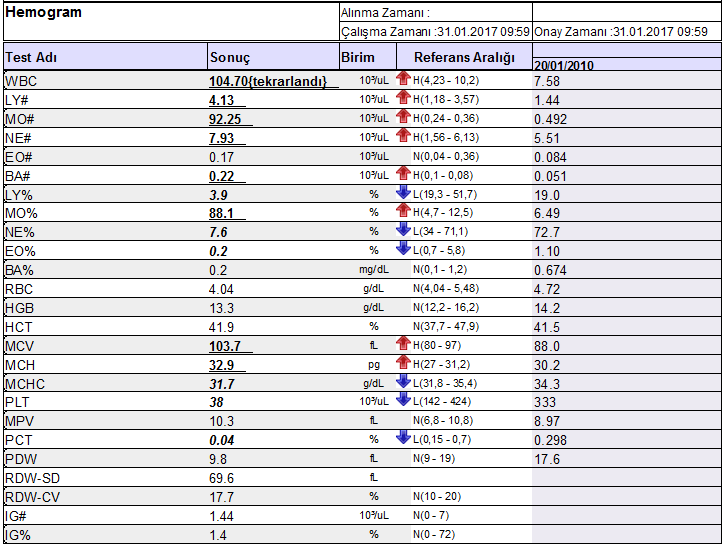 Hemogram
Alınma Zamanı :
Çalışma Zamanı :31.01.2017 09:59 Onay Zamanı :31.01.2017 09:59
Test Adı Sonuç Birim Referans Aralığı 20/01/2010
WBC 104.70{tekrarlandı} 10³/uL H(4,23 - 10,2) 7.58
LY# 4.13 10³/uL H(1,18 - 3,57) 1.44
MO# 92.25 10³/uL H(0,24 - 0,36) 0.492
NE# 7.93 10³/uL H(1,56 - 6,13) 5.51
EO# 0.17 10³/uL N(0,04 - 0,36) 0.084
BA# 0.22 10³/uL H(0,1 - 0,08) 0.051
LY% 3.9 % L(19,3 - 51,7) 19.0
MO% 88.1 % H(4,7 - 12,5) 6.49
NE% 7.6 % L(34 - 71,1) 72.7
EO% 0.2 % L(0,7 - 5,8) 1.10
BA% 0.2 mg/dL N(0,1 - 1,2) 0.674
RBC 4.04 g/dL N(4,04 - 5,48) 4.72
HGB 13.3 g/dL N(12,2 - 16,2) 14.2
HCT 41.9 % N(37,7 - 47,9) 41.5
MCV 103.7 fL H(80 - 97) 88.0
MCH 32.9 pg H(27 - 31,2) 30.2
MCHC 31.7 g/dL L(31,8 - 35,4) 34.3
PLT 38 10³/uL L(142 - 424) 333
MPV 10.3 fL N(6,8 - 10,8) 8.97
PCT 0.04 % L(0,15 - 0,7) 0.298
PDW 9.8 fL N(9 - 19) 17.6
RDW-SD 69.6 fL
RDW-CV 17.7 % N(10 - 20)
IG# 1.44 10³/uL N(0 - 7)
IG% 1.4 % N(0 - 72)